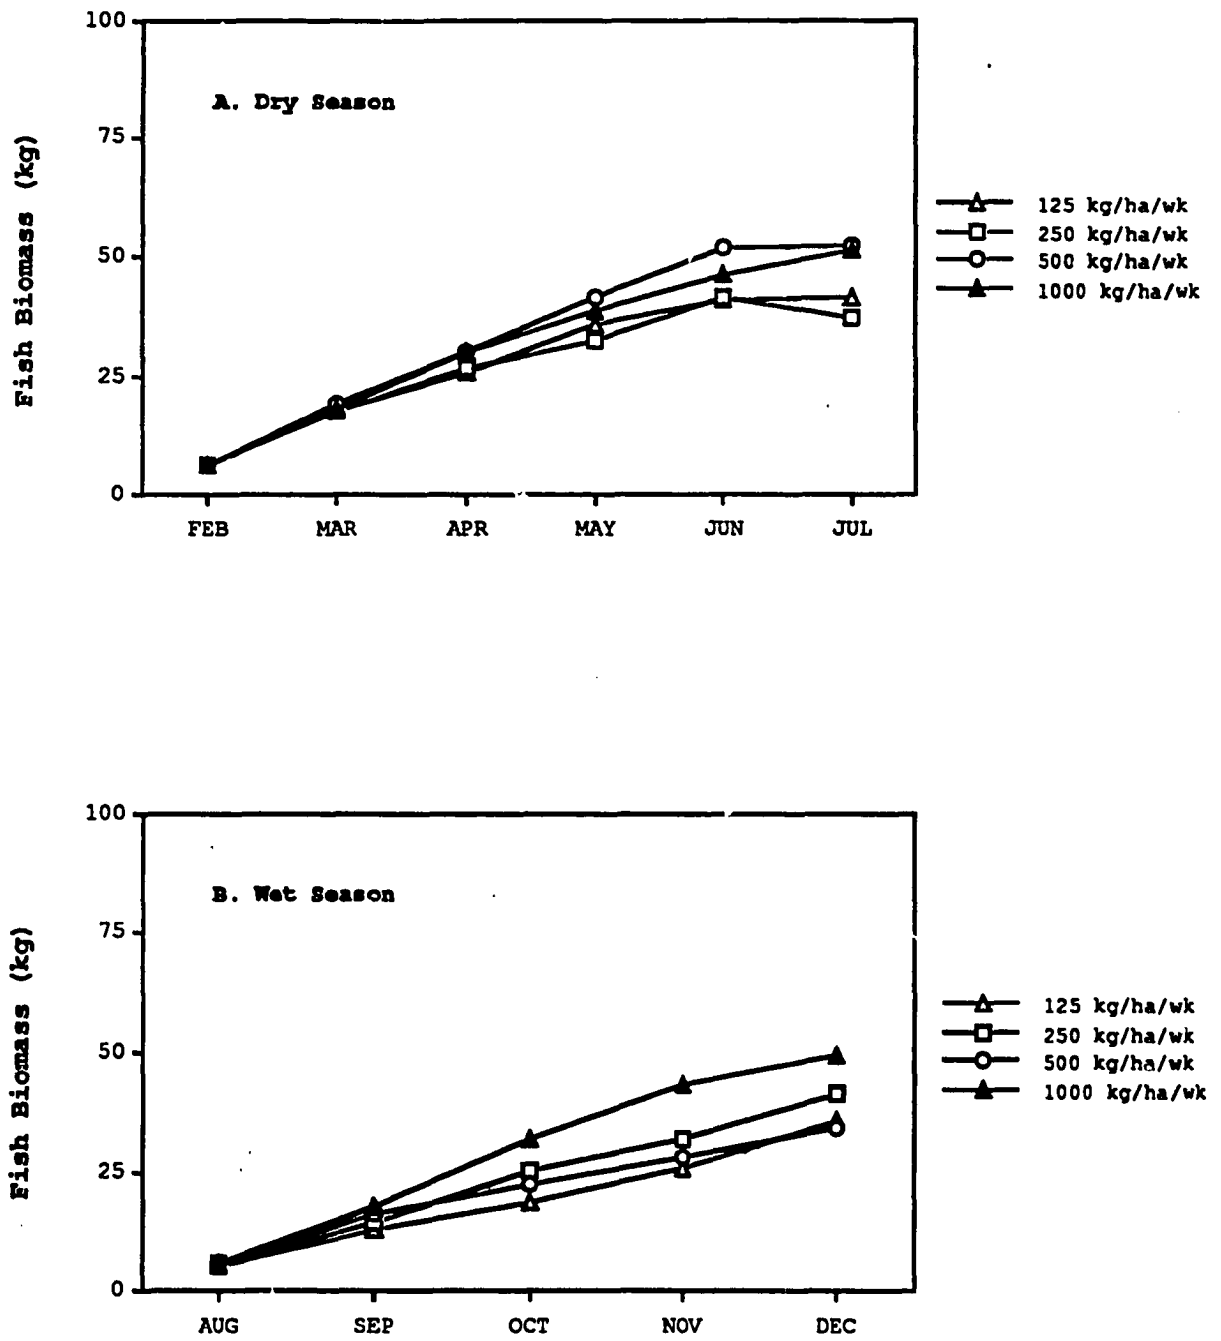 100
A. Dry Season
75
50
25
0
Fish Biomass (kg)
FEB MAR APR MAY JUN JUL
125 kg/ha/wk
250 kg/ha/wk
500 kg/ha/wk
1000 kg/ha/wk
100
B. Wet Season
75
50
25
0
Fish Biomass (kg)
AUG SEP OCT NOV DEC
125 kg/ha/wk
250 kg/ha/wk
500 kg/ha/wk
1000 kg/ha/wk